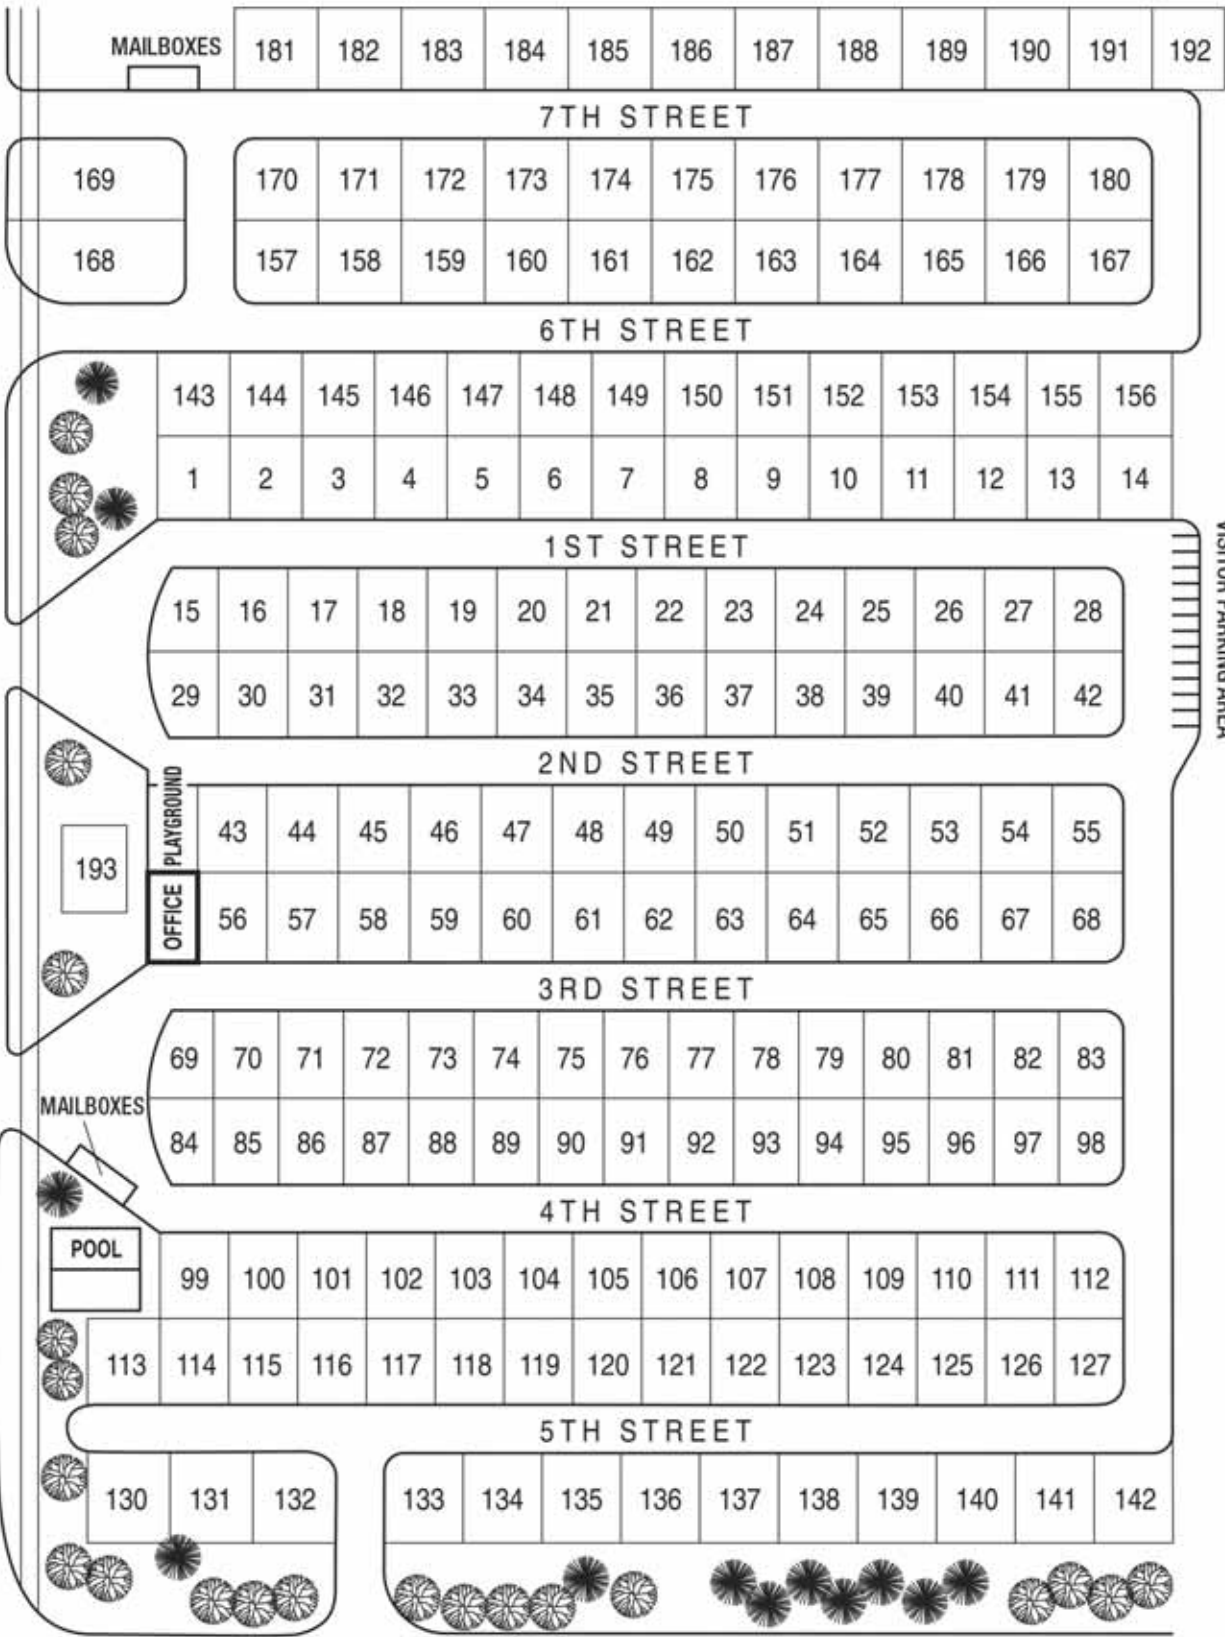 MAILBOXES 181 182 183 184 185 186 187 188 189 190 191 192
7TH STREET
169 170 171 172 173 174 175 176 177 178 179 180
168 157 158 159 160 161 162 163 164 165 166 167
6TH STREET
143 144 145 146 147 148 149 150 151 152 153 154 155 156
1 2 3 4 5 6 7 8 9 10 11 12 13 14
1ST STREET
VISITOR PARKING AREA
15 16 17 18 19 20 21 22 23 24 25 26 27 28
29 30 31 32 33 34 35 36 37 38 39 40 41 42
2ND STREET
PLAYGROUND
43 44 45 46 47 48 49 50 51 52 53 54 55
193
OFFICE
56 57 58 59 60 61 62 63 64 65 66 67 68
3RD STREET
69 70 71 72 73 74 75 76 77 78 79 80 81 82 83
MAILBOXES
84 85 86 87 88 89 90 91 92 93 94 95 96 97 98
4TH STREET
POOL
99 100 101 102 103 104 105 106 107 108 109 110 111 112
113 114 115 116 117 118 119 120 121 122 123 124 125 126 127
5TH STREET
130 131 132 133 134 135 136 137 138 139 140 141 142